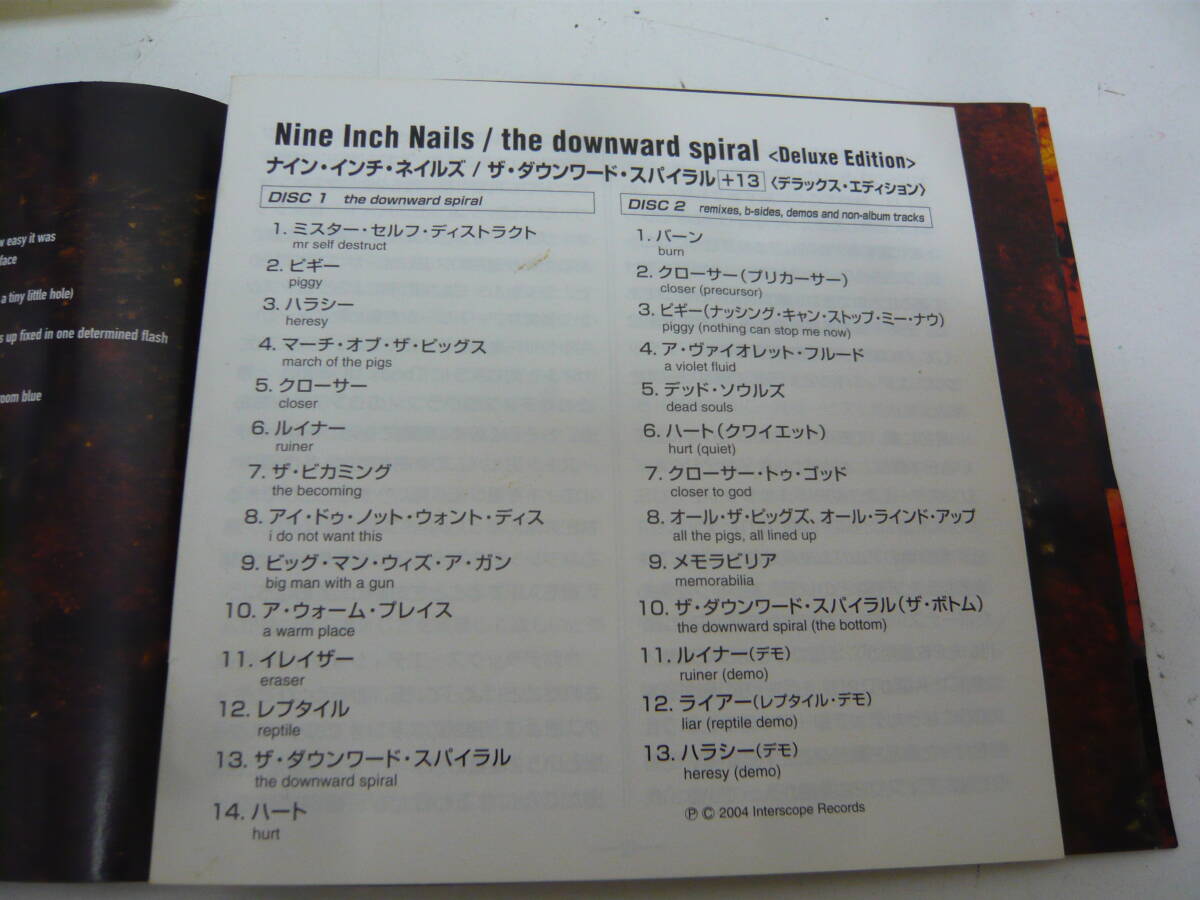 w easy it was
face
a tiny little hole)
s up fixed in one determined flash
room blue
Nine Inch Nails / the downward spiral <Deluxe Edition>
ナイン・インチ・ネイルズ / ザ・ダウンワード・スパイラル +13 〈デラックス・エディション〉
DISC 1 the downward spiral
1. ミスター・セルフ・ディストラクト
mr self destruct
2. ピギー
piggy
3. ハラシー
heresy
4. マーチ・オブ・ザ・ピッグス
march of the pigs
5. クローサー
closer
6. ルイナー
ruiner
7. ザ・ビカミング
the becoming
8. アイ・ドゥ・ノット・ウォント・ディス
i do not want this
9. ビッグ・マン・ウィズ・ア・ガン
big man with a gun
10. ア・ウォーム・プレイス
a warm place
11. イレイザー
eraser
12. レプタイル
reptile
13. ザ・ダウンワード・スパイラル
the downward spiral
14. ハート
hurt
DISC 2 remixes, b-sides, demos and non-album tracks
1. バーン
burn
2. クローサー（プリカーサー）
closer (precursor)
3. ピギー（ナッシング・キャン・ストップ・ミー・ナウ）
piggy (nothing can stop me now)
4. ア・ヴァイオレット・フルード
a violet fluid
5. デッド・ソウルズ
dead souls
6. ハート（クワイエット）
hurt (quiet)
7. クローサー・トゥ・ゴッド
closer to god
8. オール・ザ・ピッグズ、オール・ラインド・アップ
all the pigs, all lined up
9. メモラビリア
memorabilia
10. ザ・ダウンワード・スパイラル（ザ・ボトム）
the downward spiral (the bottom)
11. ルイナー（デモ）
ruiner (demo)
12. ライアー（レプタイル・デモ）
liar (reptile demo)
13. ハラシー（デモ）
heresy (demo)
℗ © 2004 Interscope Records